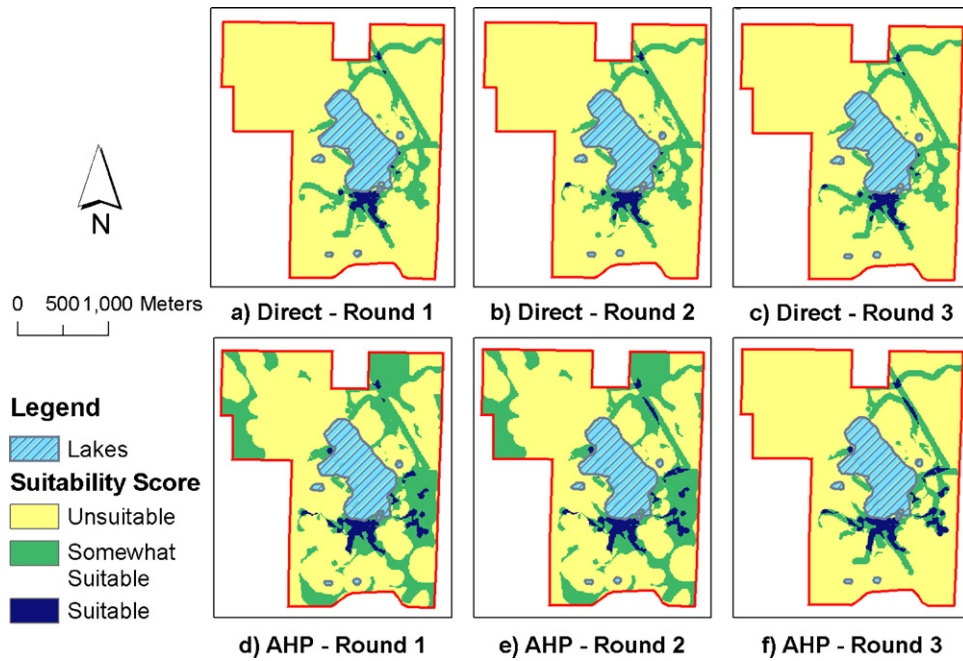 N
0 500 1,000 Meters
Legend
Lakes
Suitability Score
Unsuitable
Somewhat
Suitable
Suitable
a) Direct - Round 1
b) Direct - Round 2
c) Direct - Round 3
d) AHP - Round 1
e) AHP - Round 2
f) AHP - Round 3